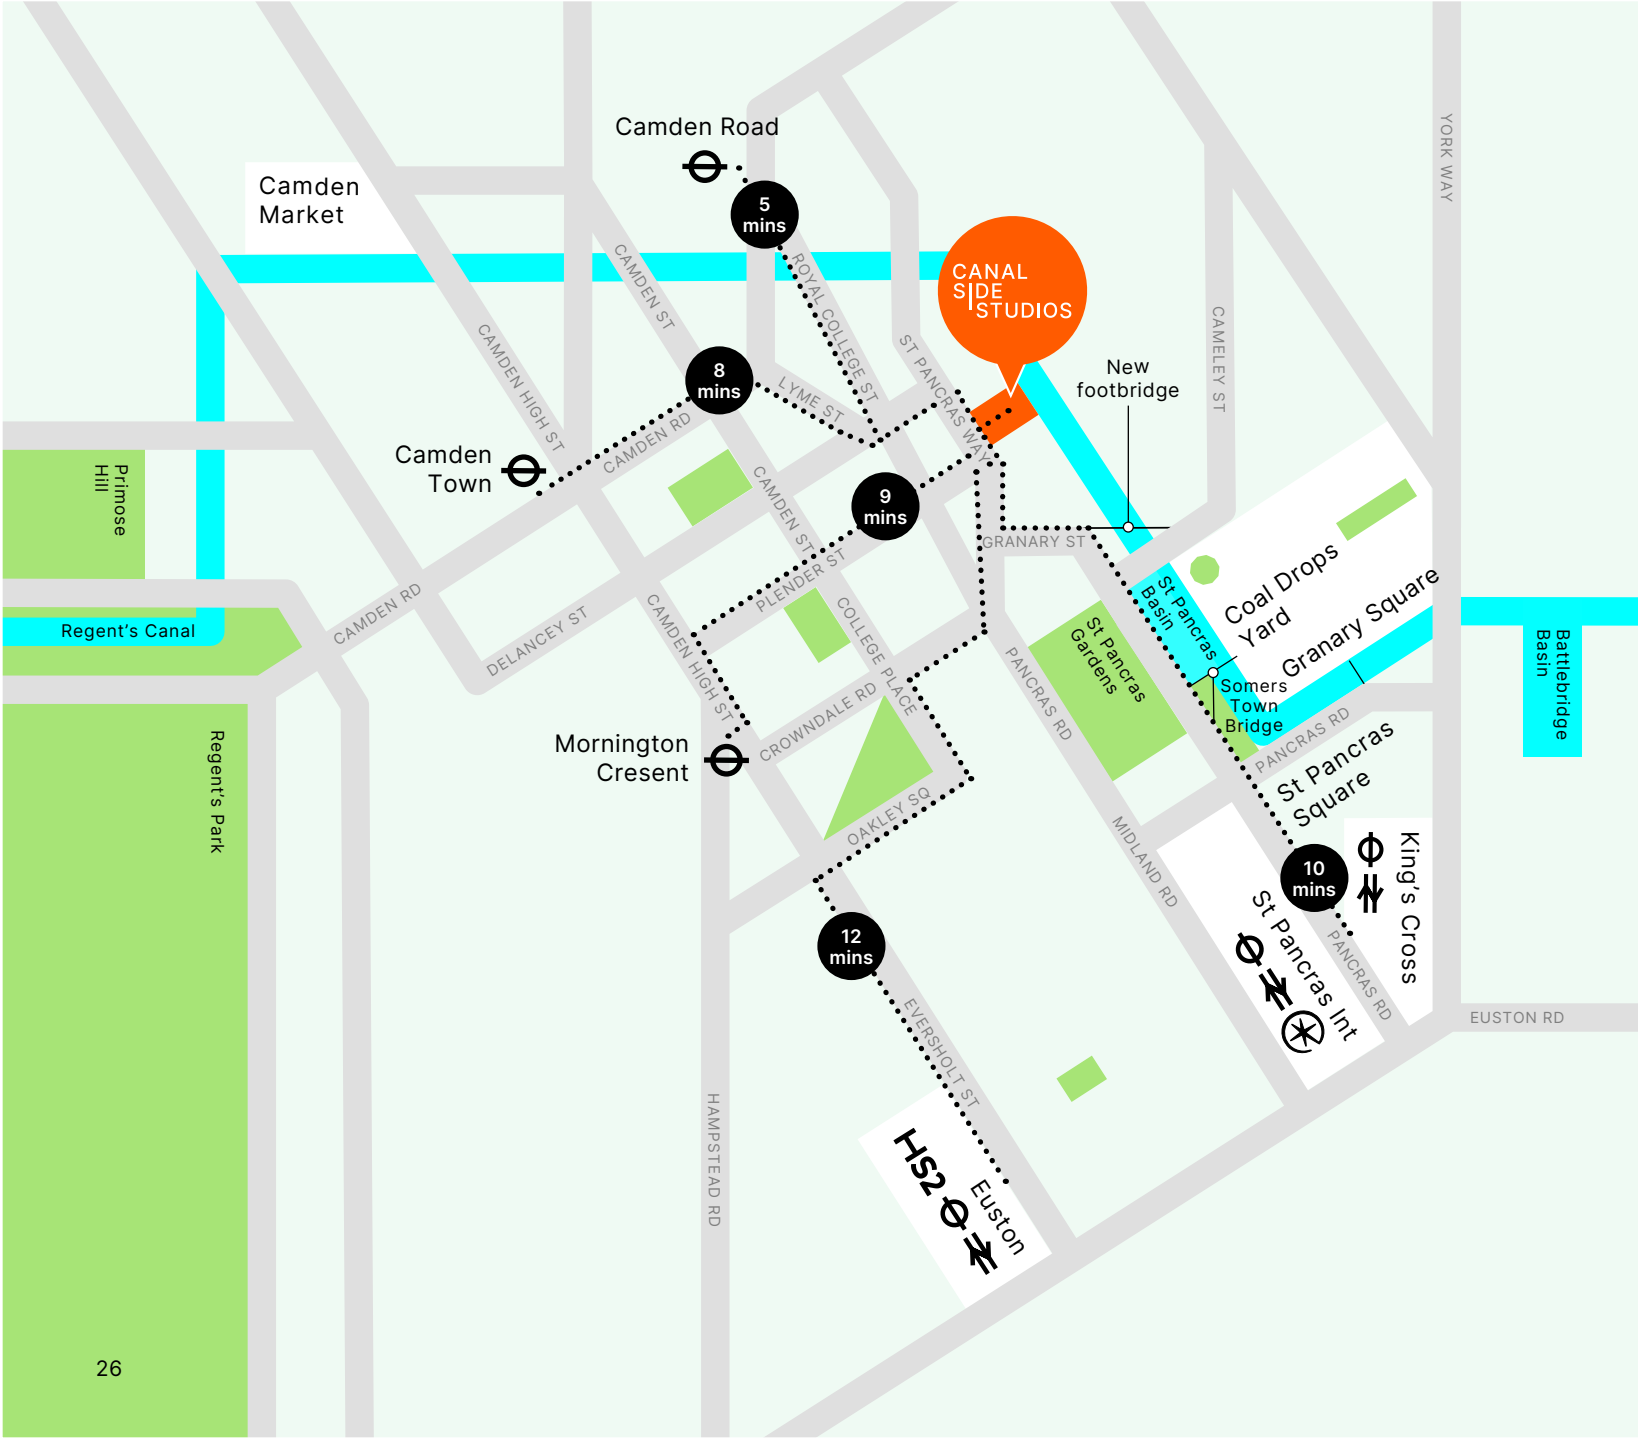 Camden Road
5
mins
Camden
Market
YORK WAY
CAMDEN ST
ROYAL COLLEGE ST
CANAL
SIDE
STUDIOS
CAMELEY ST
CAMDEN HIGH ST
8
mins
LYME ST
ST PANCRAS WAY
New
footbridge
Camden
Town
CAMDEN RD
Primose
Hill
CAMDEN ST
9
mins
GRANARY ST
PLENDER ST
Coal Drops
Yard
Granary Square
St Pancras
Basin
Regent's Canal
CAMDEN RD
DELANCEY ST
CAMDEN HIGH ST
COLLEGE PLACE
CROWNDALE RD
PANCRAS RD
St Pancras
Gardens
Somers
Town
Bridge
Battlebridge
Basin
PANCRAS RD
St Pancras
Square
Mornington
Cresent
Regent's Park
OAKLEY SQ
MIDLAND RD
10
mins
King's Cross
St Pancras Int
PANCRAS RD
12
mins
EVERSHOLT ST
EUSTON RD
HAMPSTEAD RD
HS2
Euston
26